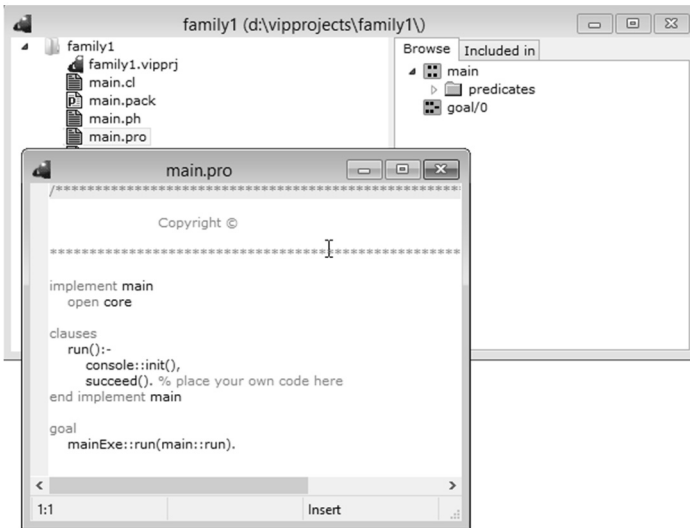 family1 (d:\vipprojects\family1\)
family1
family1.vipprj
main.cl
main.pack
main.ph
main.pro
Browse
Included in
main
predicates
goal/0
main.pro
Copyright ©
implement main
open core
clauses
run():-
console::init(),
succeed(). % place your own code here
end implement main
goal
mainExe::run(main::run).
1:1
Insert